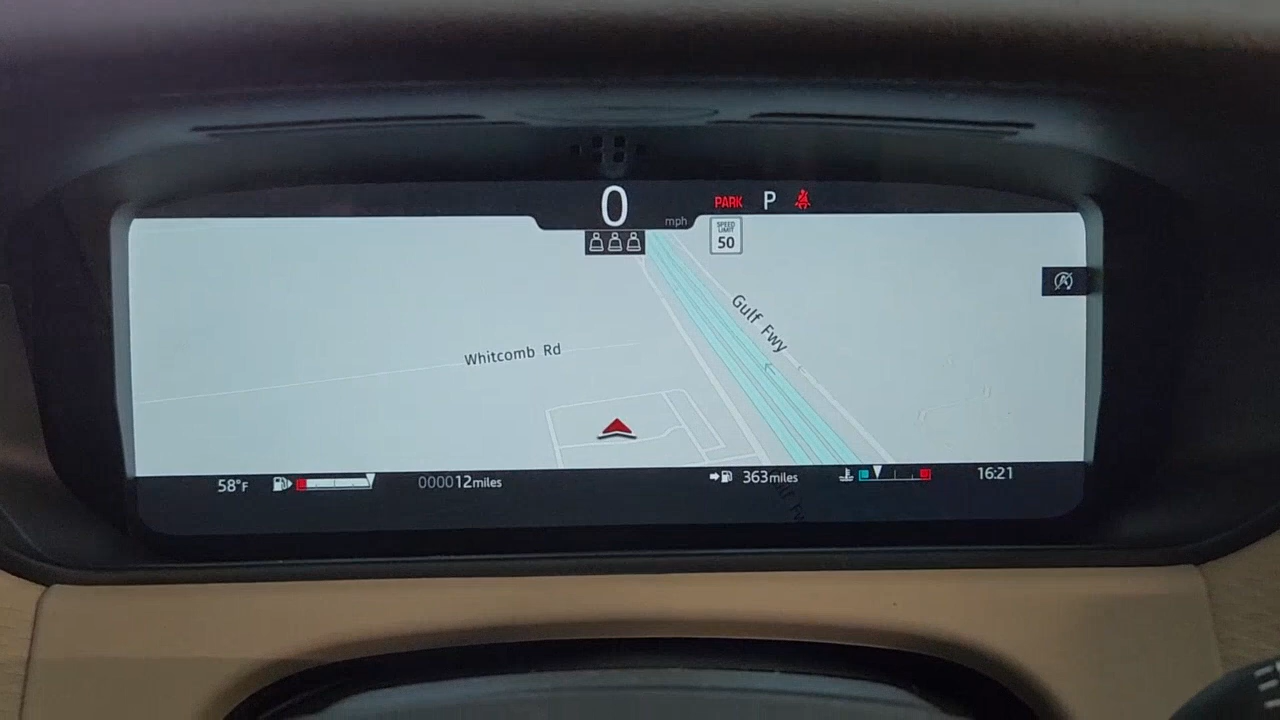 0
mph
PARK
P
SPEED
LIMIT
50
Gulf Fwy
Whitcomb Rd
58°F
000012miles
363miles
16:21